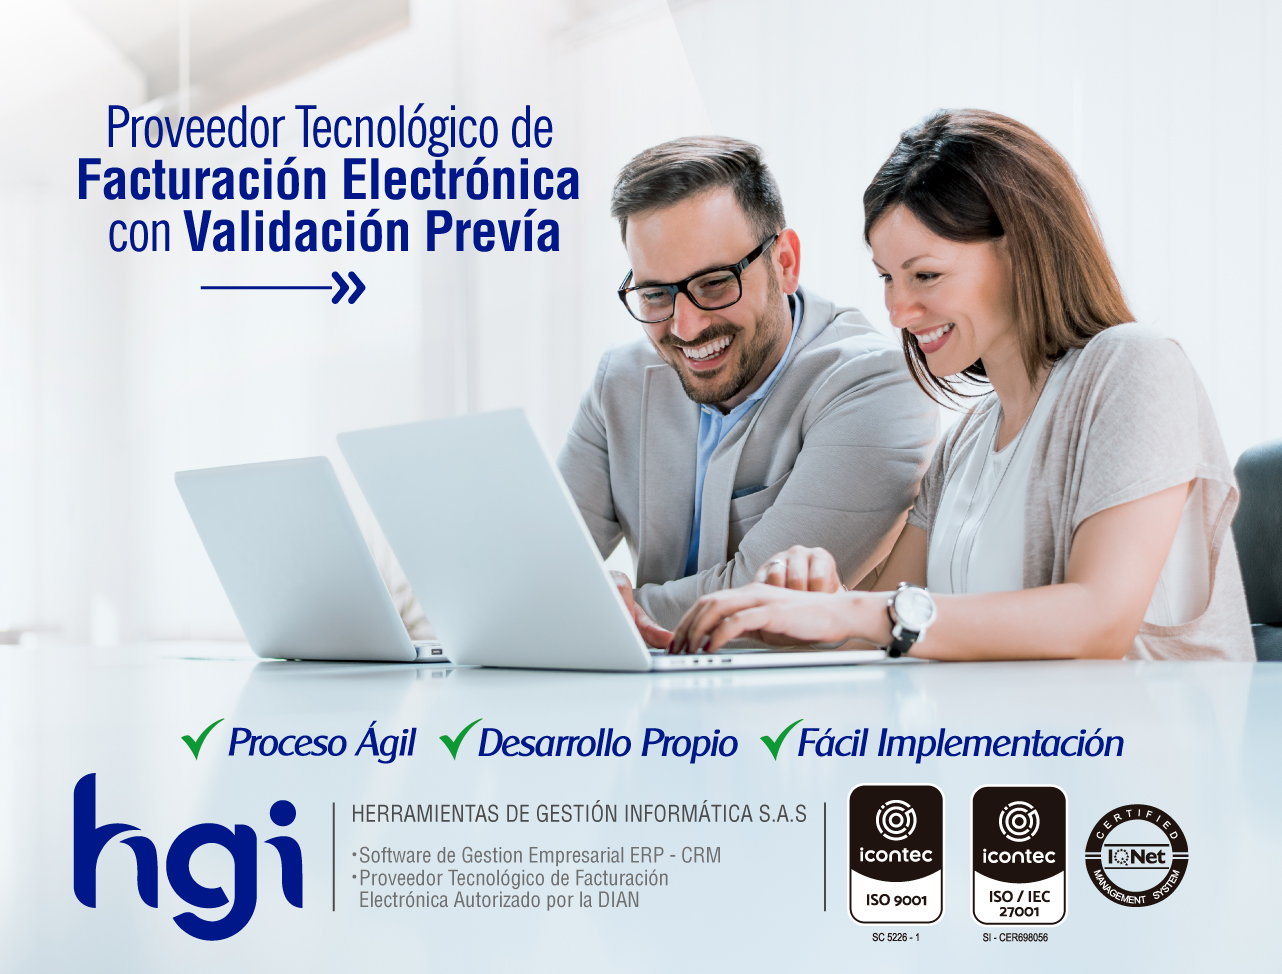 Proveedor Tecnológico de
Facturación Electrónica
con Validación Previá
Proceso Ágil
Desarrollo Propio
Fácil Implementación
hgi
HERRAMIENTAS DE GESTIÓN INFORMÁTICA S.A.S
•Software de Gestion Empresarial ERP - CRM
•Proveedor Tecnológico de Facturación
Electrónica Autorizado por la DIAN
icontec
ISO 9001
SC 5226 - 1
icontec
ISO / IEC
27001
SI - CER698056
CERTIFIED
IQNet
MANAGEMENT SYSTEM